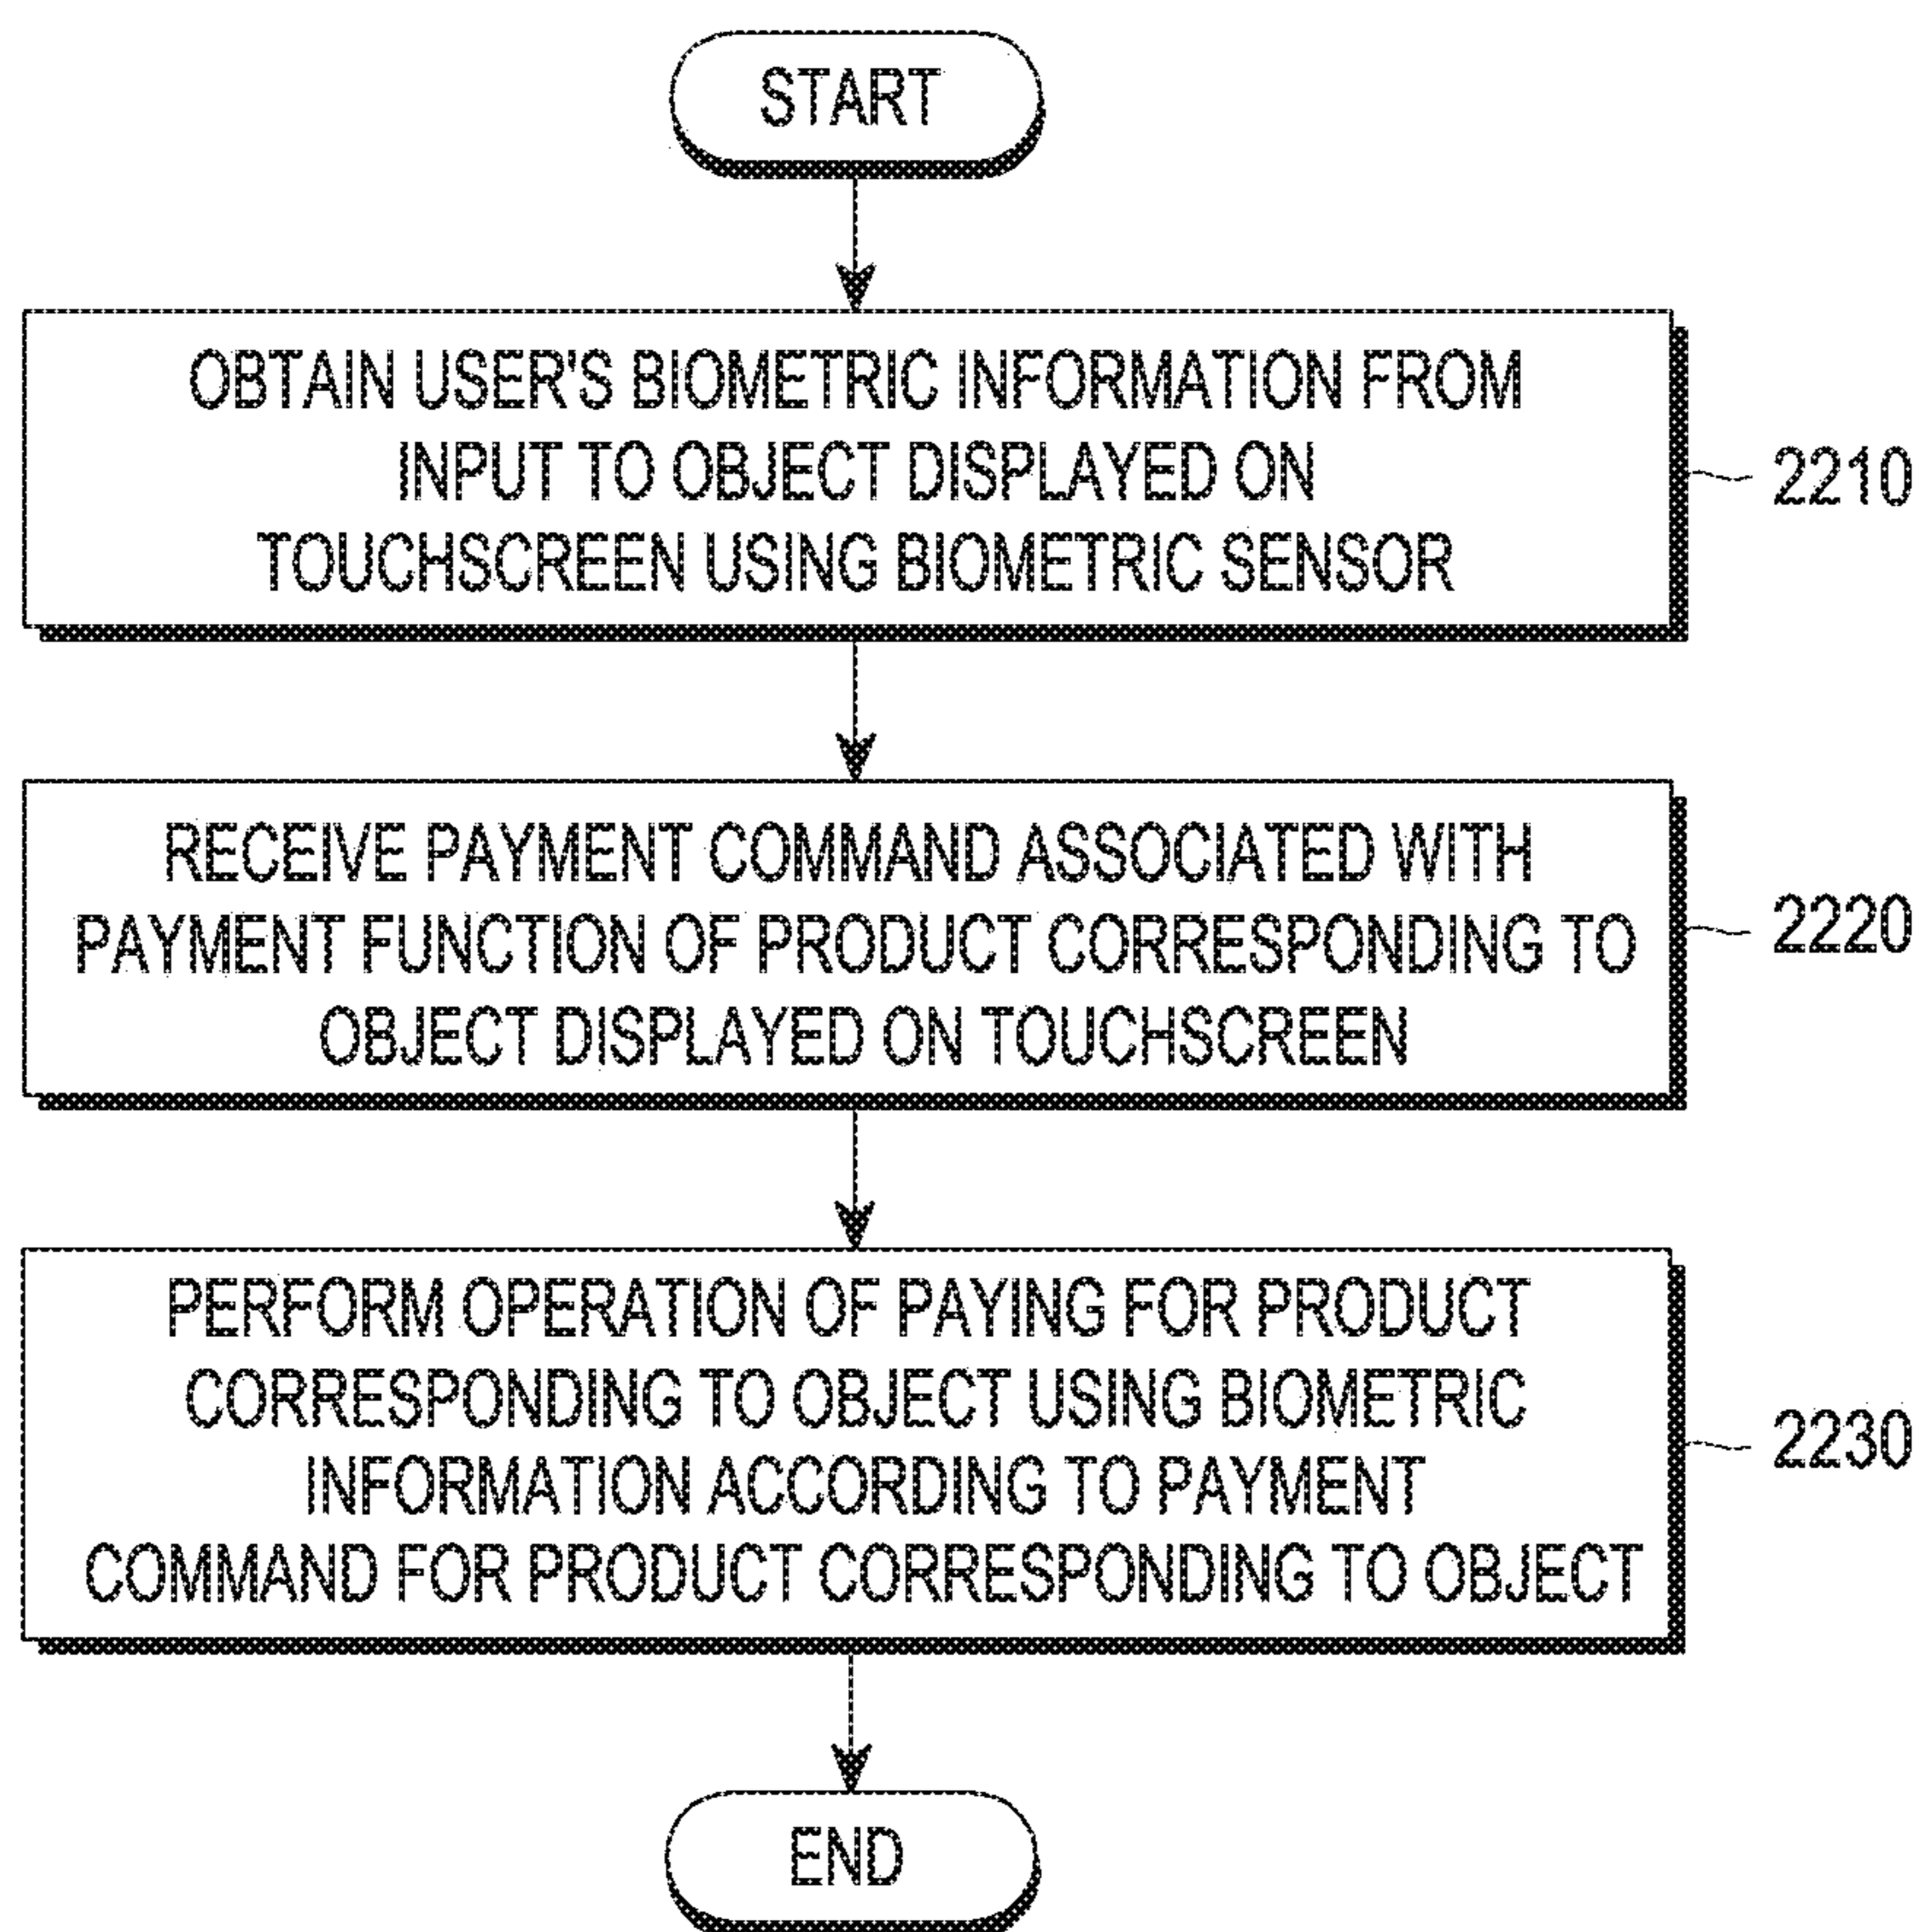 START
OBTAIN USER'S BIOMETRIC INFORMATION FROM
INPUT TO OBJECT DISPLAYED ON
TOUCHSCREEN USING BIOMETRIC SENSOR
2210
RECEIVE PAYMENT COMMAND ASSOCIATED WITH
PAYMENT FUNCTION OF PRODUCT CORRESPONDING TO
OBJECT DISPLAYED ON TOUCHSCREEN
2220
PERFORM OPERATION OF PAYING FOR PRODUCT
CORRESPONDING TO OBJECT USING BIOMETRIC
INFORMATION ACCORDING TO PAYMENT
COMMAND FOR PRODUCT CORRESPONDING TO OBJECT
2230
END